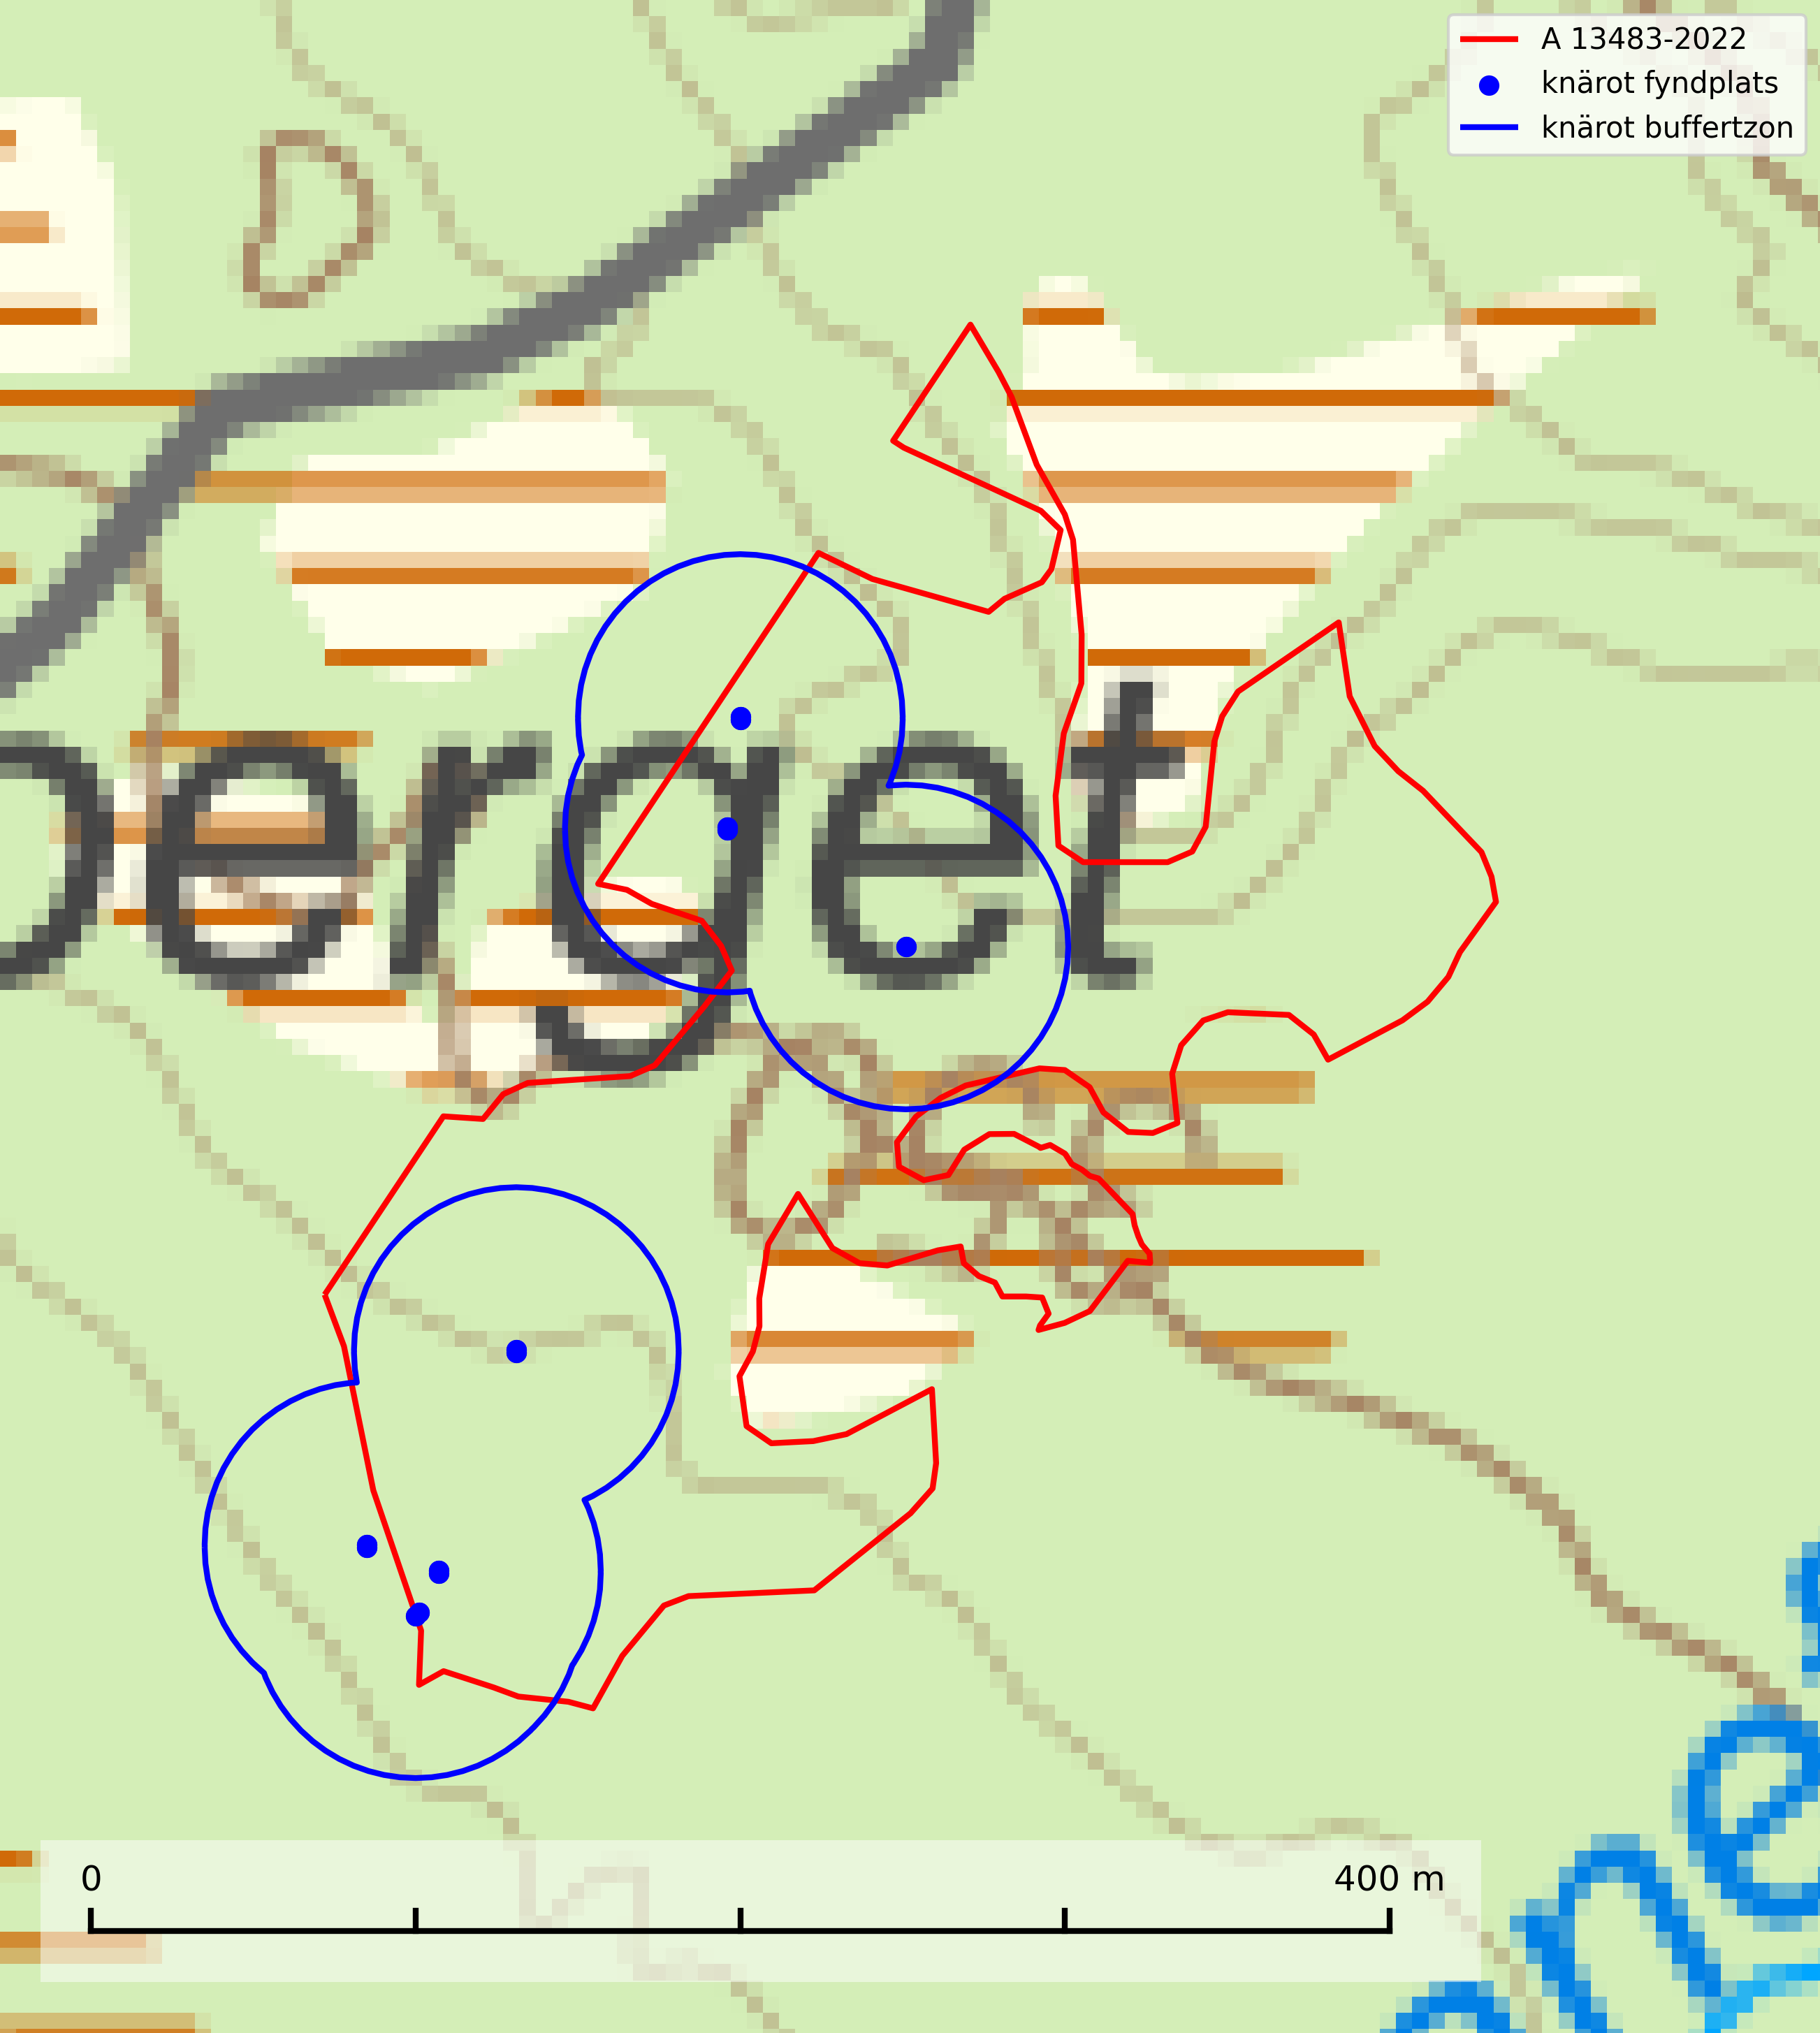 A 13483-2022
knärot fyndplats
knärot buffertzon
berget
0 400 m